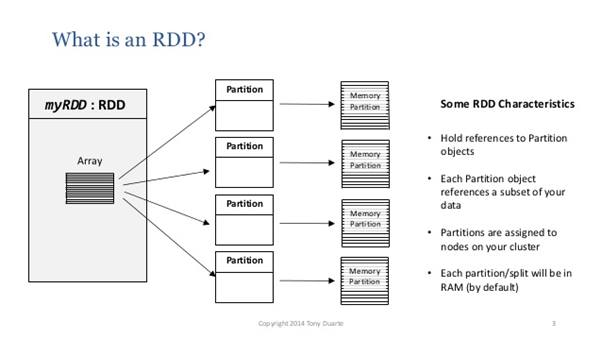 What is an RDD?
myRDD : RDD
Array
Partition
Memory
Partition
Partition
Memory
Partition
Partition
Memory
Partition
Partition
Memory
Partition
Some RDD Characteristics
• Hold references to Partition
objects
• Each Partition object
references a subset of your
data
• Partitions are assigned to
nodes on your cluster
• Each partition/split will be in
RAM (by default)
Copyright 2014 Tony Duarte
3